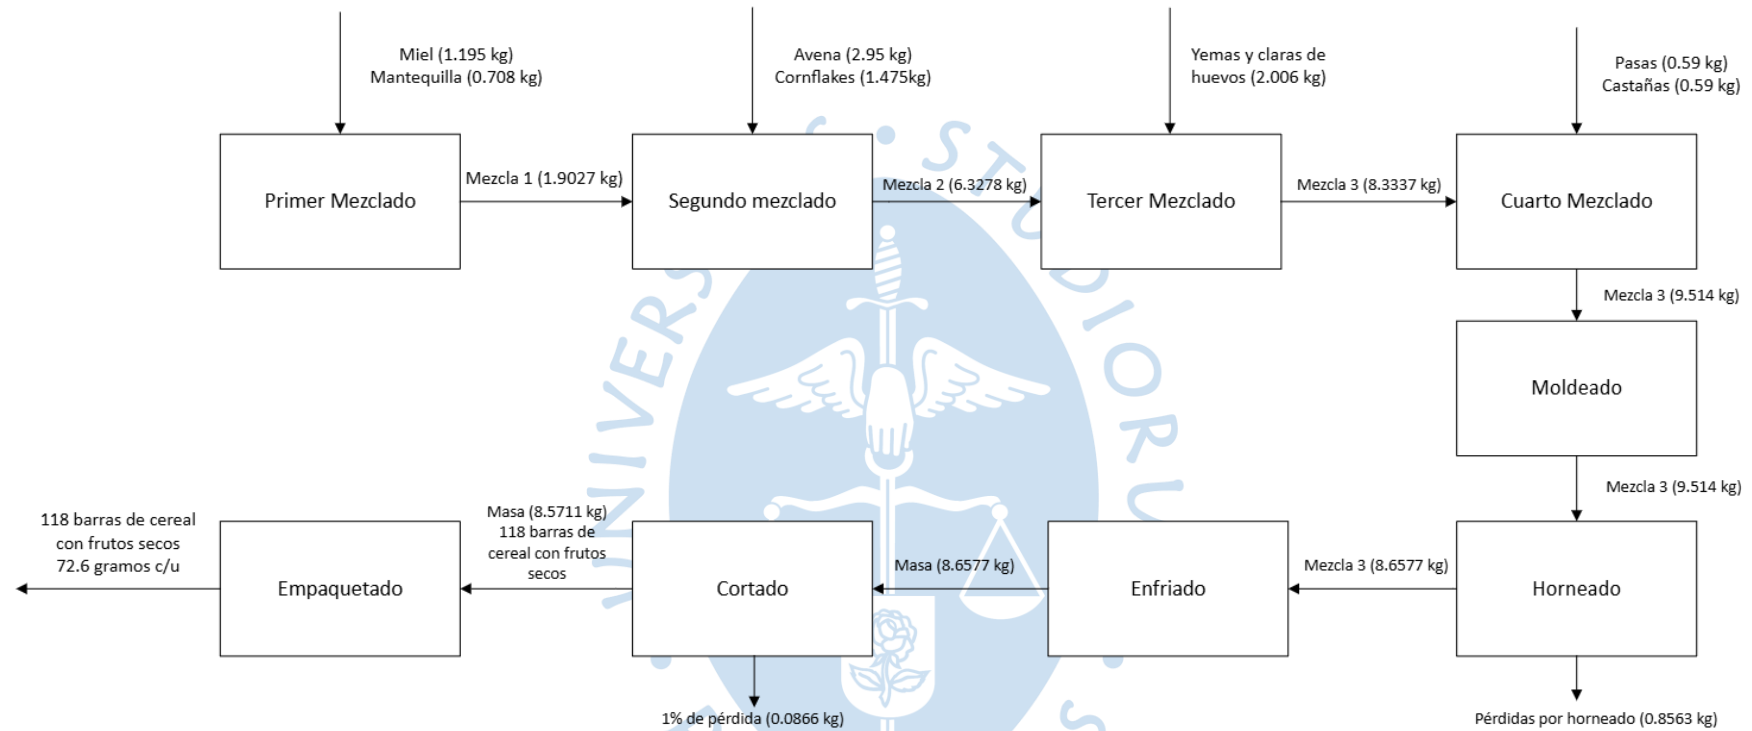 Miel (1.195 kg)
Mantequilla (0.708 kg)
Avena (2.95 kg)
Cornflakes (1.475kg)
Yemas y claras de
huevos (2.006 kg)
Pasas (0.59 kg)
Castañas (0.59 kg)
Primer Mezclado
Mezcla 1 (1.9027 kg)
Segundo mezclado
Mezcla 2 (6.3278 kg)
Tercer Mezclado
Mezcla 3 (8.3337 kg)
Cuarto Mezclado
Mezcla 3 (9.514 kg)
Moldeado
Mezcla 3 (9.514 kg)
Horneado
Pérdidas por horneado (0.8563 kg)
Mezcla 3 (8.6577 kg)
Enfriado
Masa (8.6577 kg)
Cortado
1% de pérdida (0.0866 kg)
Masa (8.5711 kg)
118 barras de
cereal con frutos
secos
Empaquetado
118 barras de cereal
con frutos secos
72.6 gramos c/u